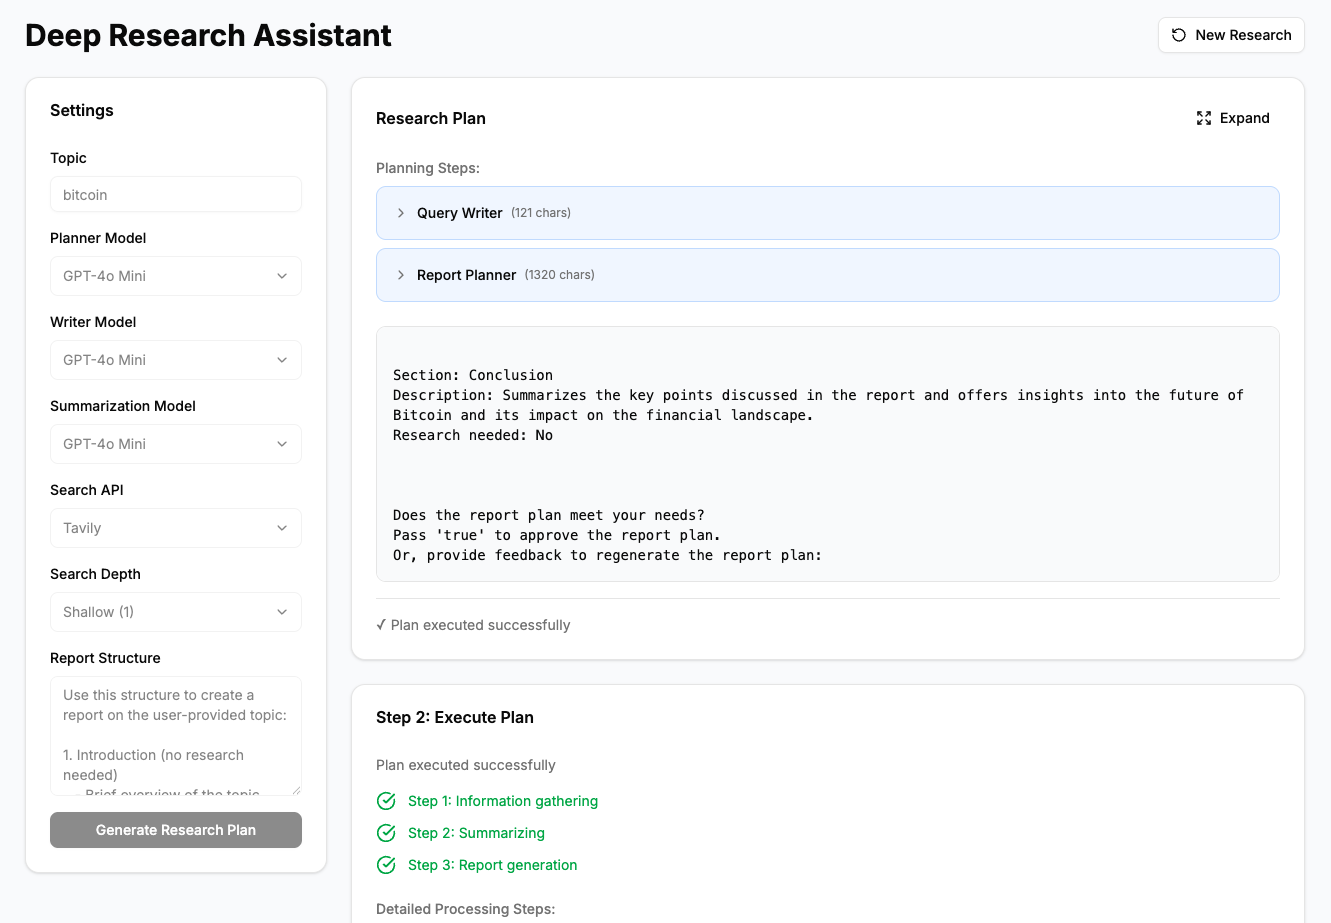 Deep Research Assistant
New Research
Settings
Topic
bitcoin
Planner Model
GPT-4o Mini
Writer Model
GPT-4o Mini
Summarization Model
GPT-4o Mini
Search API
Tavily
Search Depth
Shallow (1)
Report Structure
Use this structure to create a
report on the user-provided topic:
1. Introduction (no research
needed)
- Brief overview of the topic
Generate Research Plan
Research Plan
Expand
Planning Steps:
Query Writer (121 chars)
Report Planner (1320 chars)
Section: Conclusion
Description: Summarizes the key points discussed in the report and offers insights into the future of
Bitcoin and its impact on the financial landscape.
Research needed: No
Does the report plan meet your needs?
Pass 'true' to approve the report plan.
Or, provide feedback to regenerate the report plan:
✓ Plan executed successfully
Step 2: Execute Plan
Plan executed successfully
Step 1: Information gathering
Step 2: Summarizing
Step 3: Report generation
Detailed Processing Steps: